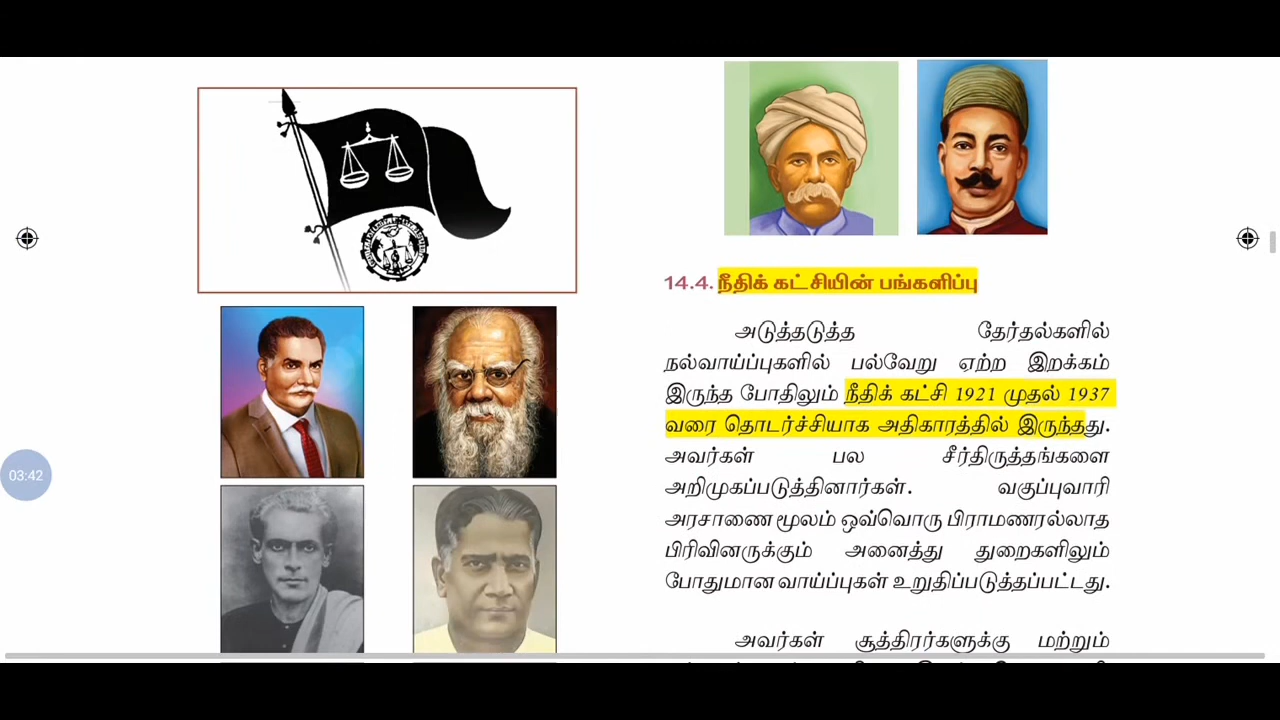 14.4. நீதிக் கட்சியின் பங்களிப்பு
அடுத்தடுத்த தேர்தல்களில்
நல்வாய்ப்புகளில் பல்வேறு ஏற்ற இறக்கம்
இருந்த போதிலும் நீதிக் கட்சி 1921 முதல் 1937
வரை தொடர்ச்சியாக அதிகாரத்தில் இருந்தது.
அவர்கள் பல சீர்திருத்தங்களை
அறிமுகப்படுத்தினார்கள். வகுப்புவாரி
அரசாணை மூலம் ஒவ்வொரு பிராமணரல்லாத
பிரிவினருக்கும் அனைத்து துறைகளிலும்
போதுமான வாய்ப்புகள் உறுதிப்படுத்தப்பட்டது.
அவர்கள் சூத்திரர்களுக்கு மற்றும்
03:42